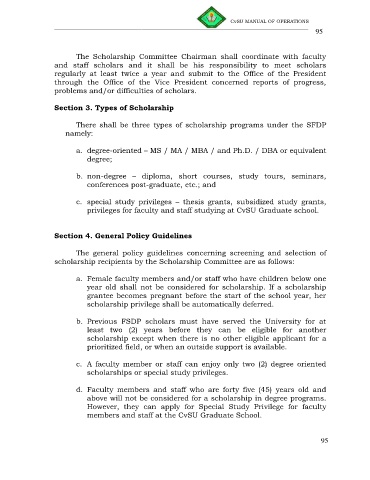 CvSU MANUAL OF OPERATIONS
95
The Scholarship Committee Chairman shall coordinate with faculty
and staff scholars and it shall be his responsibility to meet scholars
regularly at least twice a year and submit to the Office of the President
through the Office of the Vice President concerned reports of progress,
problems and/or difficulties of scholars.
Section 3. Types of Scholarship
There shall be three types of scholarship programs under the SFDP
namely:
a. degree-oriented – MS / MA / MBA / and Ph.D. / DBA or equivalent
degree;
b. non-degree – diploma, short courses, study tours, seminars,
conferences post-graduate, etc.; and
c. special study privileges – thesis grants, subsidized study grants,
privileges for faculty and staff studying at CvSU Graduate school.
Section 4. General Policy Guidelines
The general policy guidelines concerning screening and selection of
scholarship recipients by the Scholarship Committee are as follows:
a. Female faculty members and/or staff who have children below one
year old shall not be considered for scholarship. If a scholarship
grantee becomes pregnant before the start of the school year, her
scholarship privilege shall be automatically deferred.
b. Previous FSDP scholars must have served the University for at
least two (2) years before they can be eligible for another
scholarship except when there is no other eligible applicant for a
prioritized field, or when an outside support is available.
c. A faculty member or staff can enjoy only two (2) degree oriented
scholarships or special study privileges.
d. Faculty members and staff who are forty five (45) years old and
above will not be considered for a scholarship in degree programs.
However, they can apply for Special Study Privilege for faculty
members and staff at the CvSU Graduate School.
95